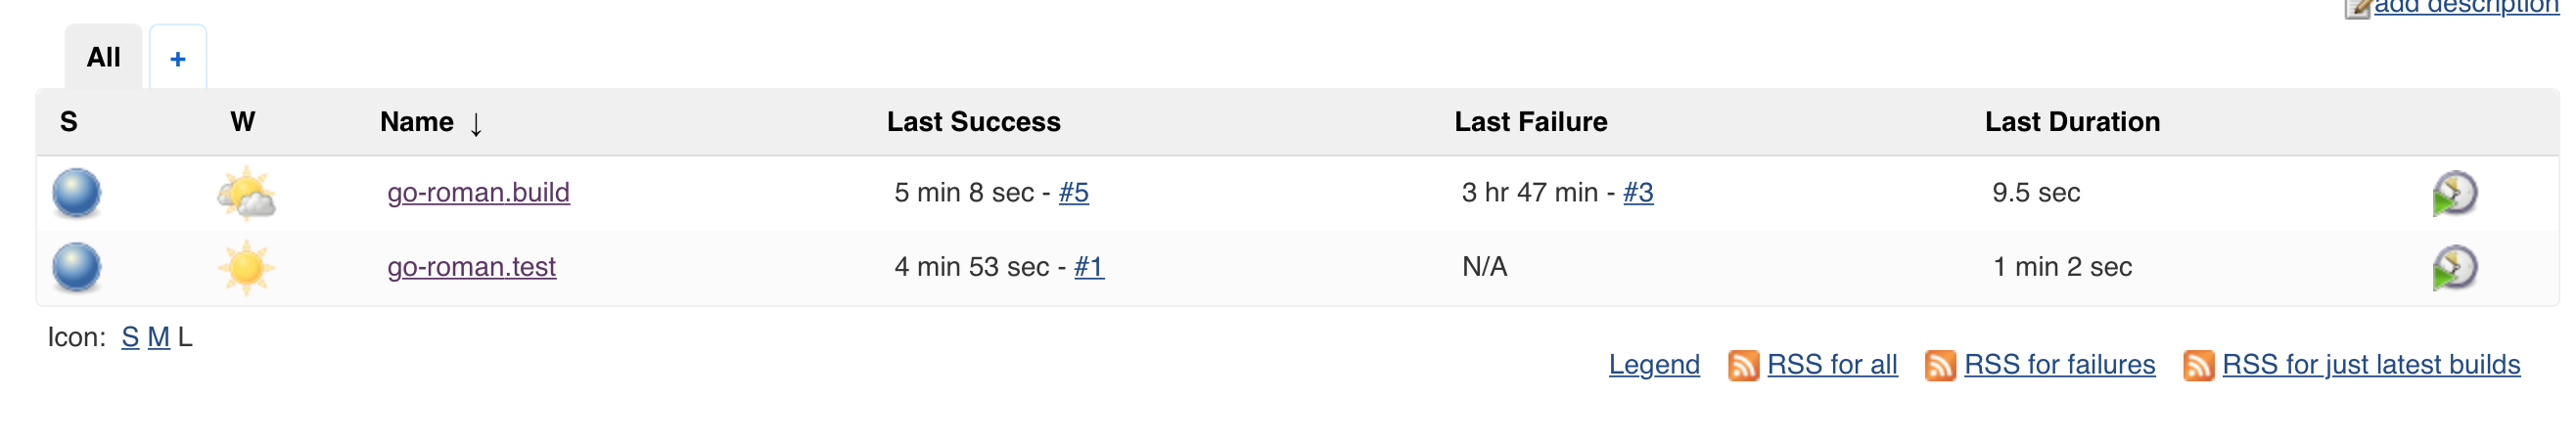 add description
All +
S W Name ↓ Last Success Last Failure Last Duration
go-roman.build 5 min 8 sec - #5 3 hr 47 min - #3 9.5 sec
go-roman.test 4 min 53 sec - #1 N/A 1 min 2 sec
Icon: S M L
Legend RSS for all RSS for failures RSS for just latest builds